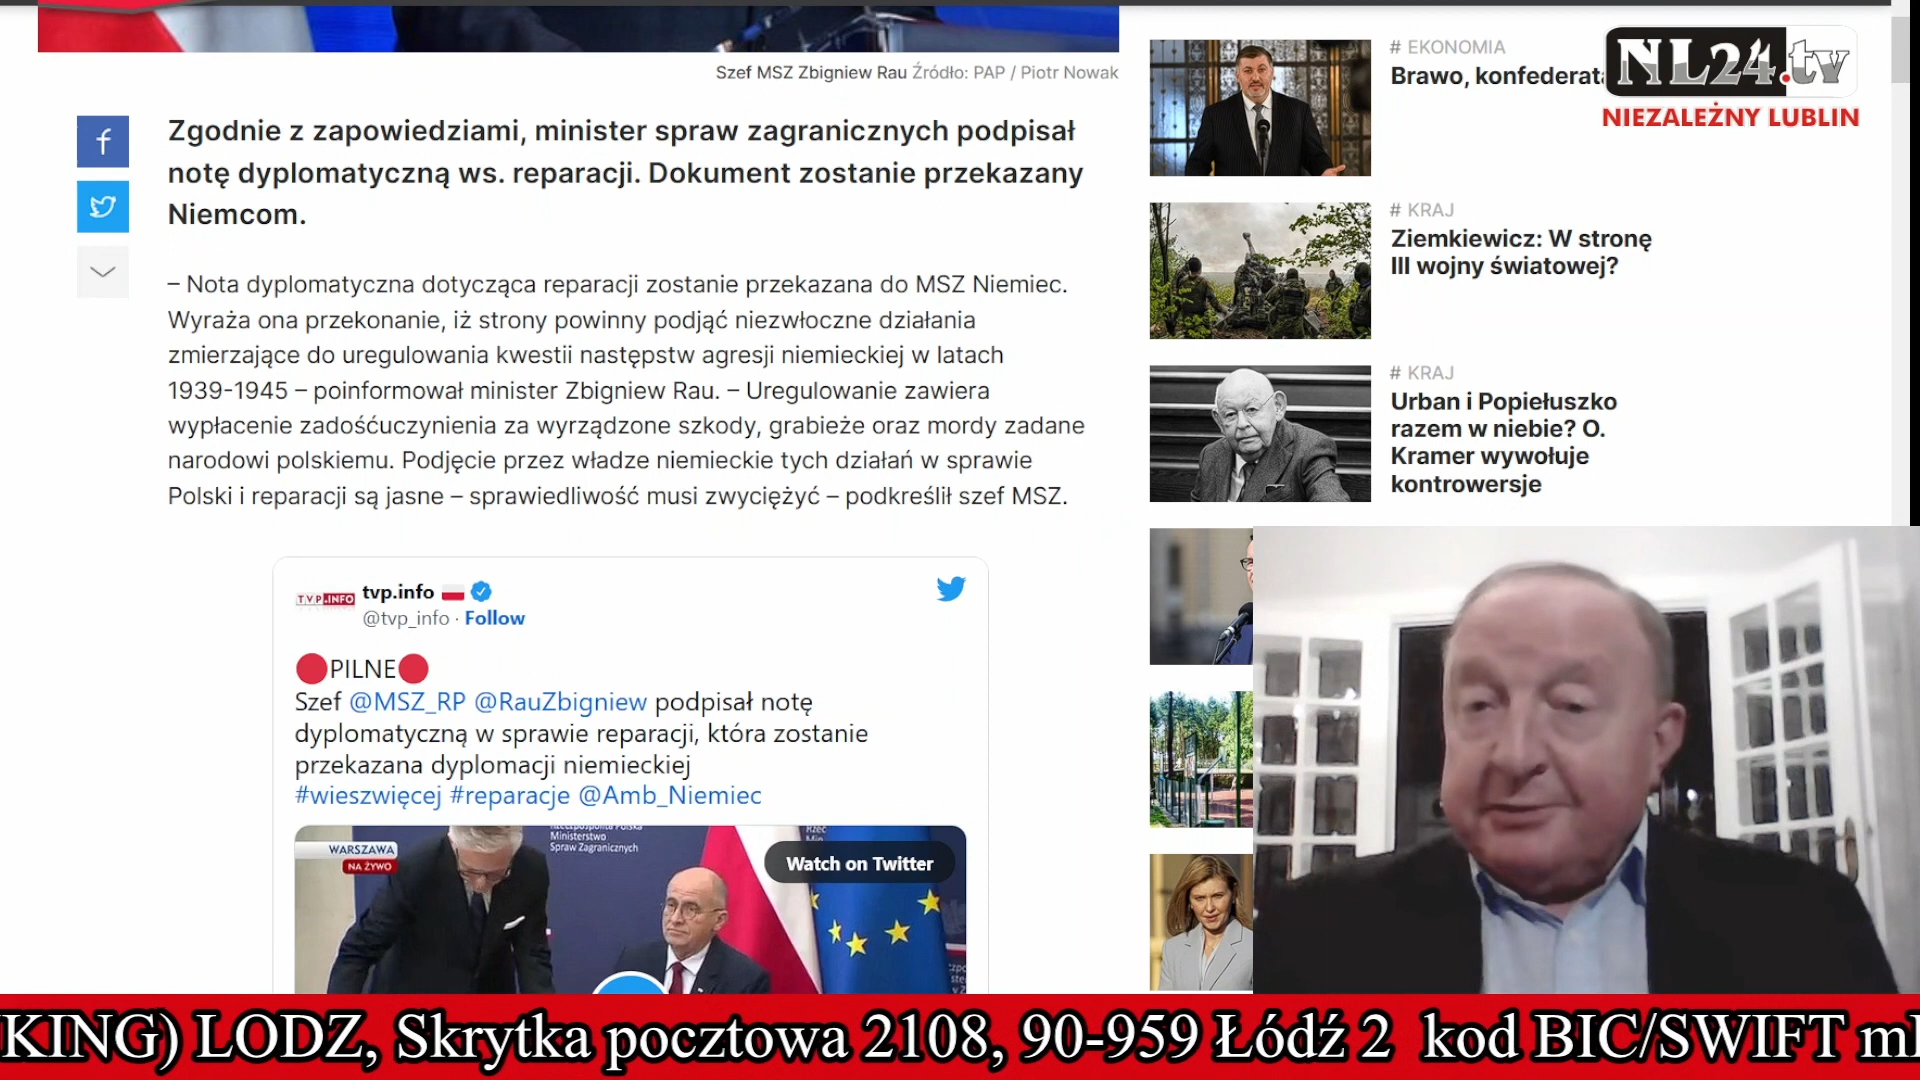 Szef MSZ Zbigniew Rau Źródło: PAP / Piotr Nowak
Zgodnie z zapowiedziami, minister spraw zagranicznych podpisał
notę dyplomatyczną ws. reparacji. Dokument zostanie przekazany
Niemcom.
– Nota dyplomatyczna dotycząca reparacji zostanie przekazana do MSZ Niemiec.
Wyraża ona przekonanie, iż strony powinny podjąć niezwłoczne działania
zmierzające do uregulowania kwestii następstw agresji niemieckiej w latach
1939-1945 – poinformował minister Zbigniew Rau. – Uregulowanie zawiera
wypłacenie zadośćuczynienia za wyrządzone szkody, grabieże oraz mordy zadane
narodowi polskiemu. Podjęcie przez władze niemieckie tych działań w sprawie
Polski i reparacji są jasne – sprawiedliwość musi zwyciężyć – podkreślił szef MSZ.
TVP INFO
tvp.info
@tvp_info · Follow
PILNE
Szef @MSZ_RP @RauZbigniew podpisał notę
dyplomatyczną w sprawie reparacji, która zostanie
przekazana dyplomacji niemieckiej
#wieszwięcej #reparacje @Amb_Niemiec
WARSZAWA
NA ŻYWO
Rzeczpospolita Polska
Ministerstwo
Spraw Zagranicznych
Watch on Twitter
# EKONOMIA
Brawo, konfederat
# KRAJ
Ziemkiewicz: W stronę
III wojny światowej?
# KRAJ
Urban i Popiełuszko
razem w niebie? O.
Kramer wywołuje
kontrowersje
NL24.tv
NIEZALEŻNY LUBLIN
KING) LODZ, Skrytka pocztowa 2108, 90-959 Łódź 2 kod BIC/SWIFT